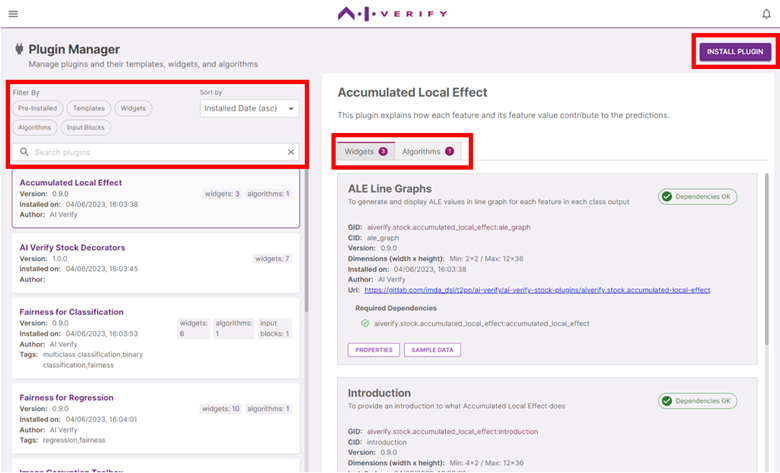 AI VERIFY
Plugin Manager
Manage plugins and their templates, widgets, and algorithms
INSTALL PLUGIN
Filter By
Pre-Installed
Templates
Widgets
Algorithms
Input Blocks
Sort by
Installed Date (asc)
Search plugins
Accumulated Local Effect
Version: 0.9.0
Installed on: 04/06/2023, 16:03:38
Author: AI Verify
widgets: 3
algorithms: 1
AI Verify Stock Decorators
Version: 1.0.0
Installed on: 04/06/2023, 16:03:45
Author:
widgets: 7
Fairness for Classification
Version: 0.9.0
Installed on: 04/06/2023, 16:03:53
Author: AI Verify
Tags: multiclass classification,binary
classification,fairness
widgets:
6
algorithms:
1
input
blocks: 1
Fairness for Regression
Version: 0.9.0
Installed on: 04/06/2023, 16:04:01
Author: AI Verify
Tags: regression,fairness
widgets: 10
algorithms: 1
Image Corruption Toolbox
Accumulated Local Effect
This plugin explains how each feature and its feature value contribute to the predictions.
Widgets 3
Algorithms 1
ALE Line Graphs
To generate and display ALE values in line graph for each feature in each class output
Dependencies OK
GID: aiverify.stock.accumulated_local_effect:ale_graph
CID: ale_graph
Version: 0.9.0
Dimensions (width x height): Min: 2×2 / Max: 12×36
Installed on: 04/06/2023, 16:03:38
Author: AI Verify
Url: https://gitlab.com/imda_dsl/t2po/ai-verify/ai-verify-stock-plugins/aiverify.stock.accumulated-local-effect
Required Dependencies
aiverify.stock.accumulated_local_effect:accumulated_local_effect
PROPERTIES
SAMPLE DATA
Introduction
To provide an introduction to what Accumulated Local Effect does
Dependencies OK
GID: aiverify.stock.accumulated_local_effect:introduction
CID: introduction
Version: 0.9.0
Dimensions (width x height): Min: 4×2 / Max: 12×36